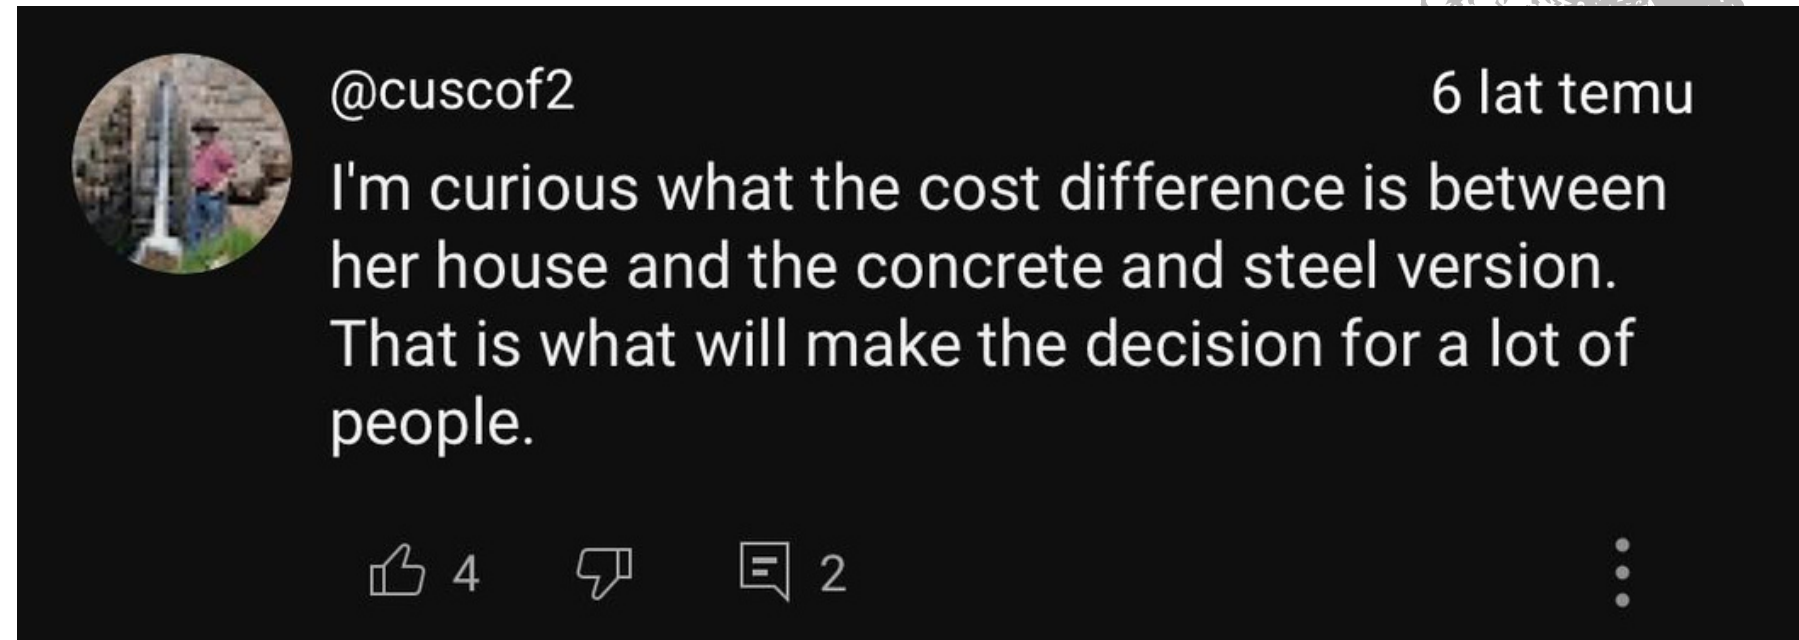 @cuscof2
6 lat temu
I'm curious what the cost difference is between
her house and the concrete and steel version.
That is what will make the decision for a lot of
people.
4
2